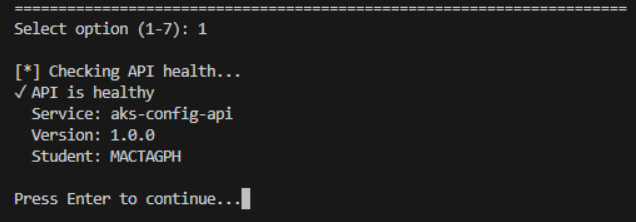 ======================================================================
Select option (1-7): 1
[*] Checking API health...
✓ API is healthy
Service: aks-config-api
Version: 1.0.0
Student: MACTAGPH
Press Enter to continue...